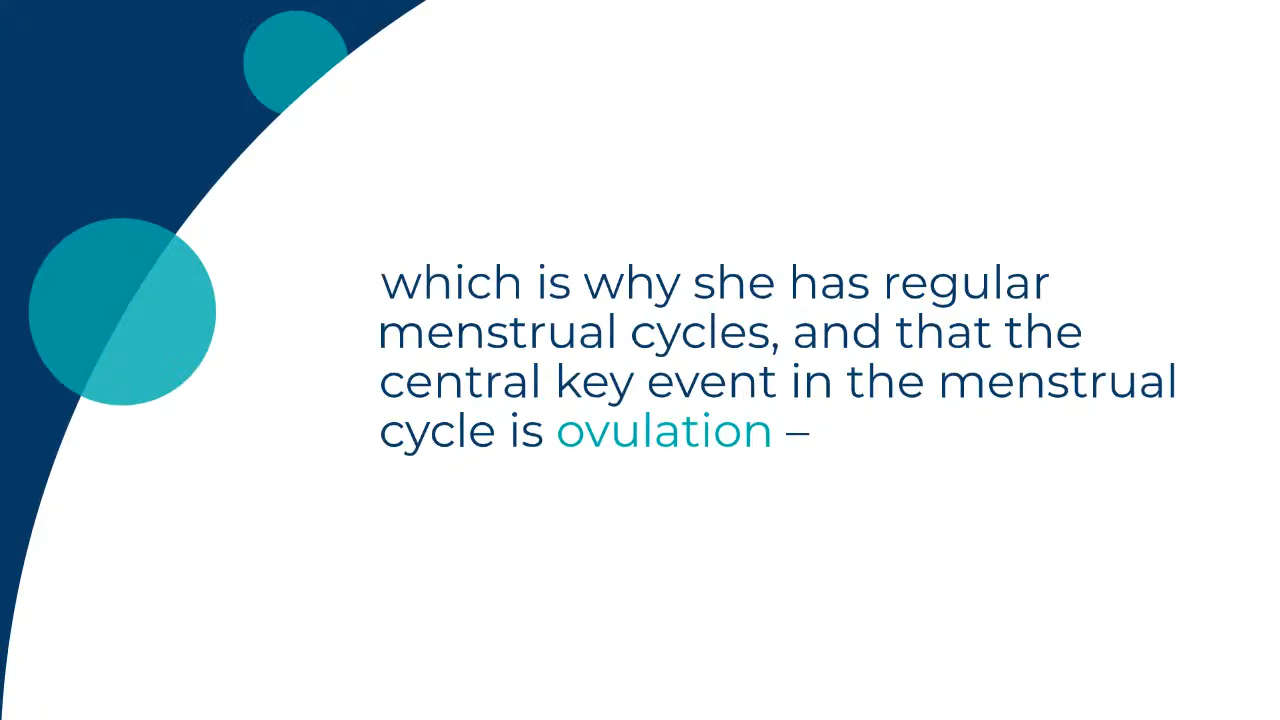 which is why she has regular
menstrual cycles, and that the
central key event in the menstrual
cycle is ovulation –